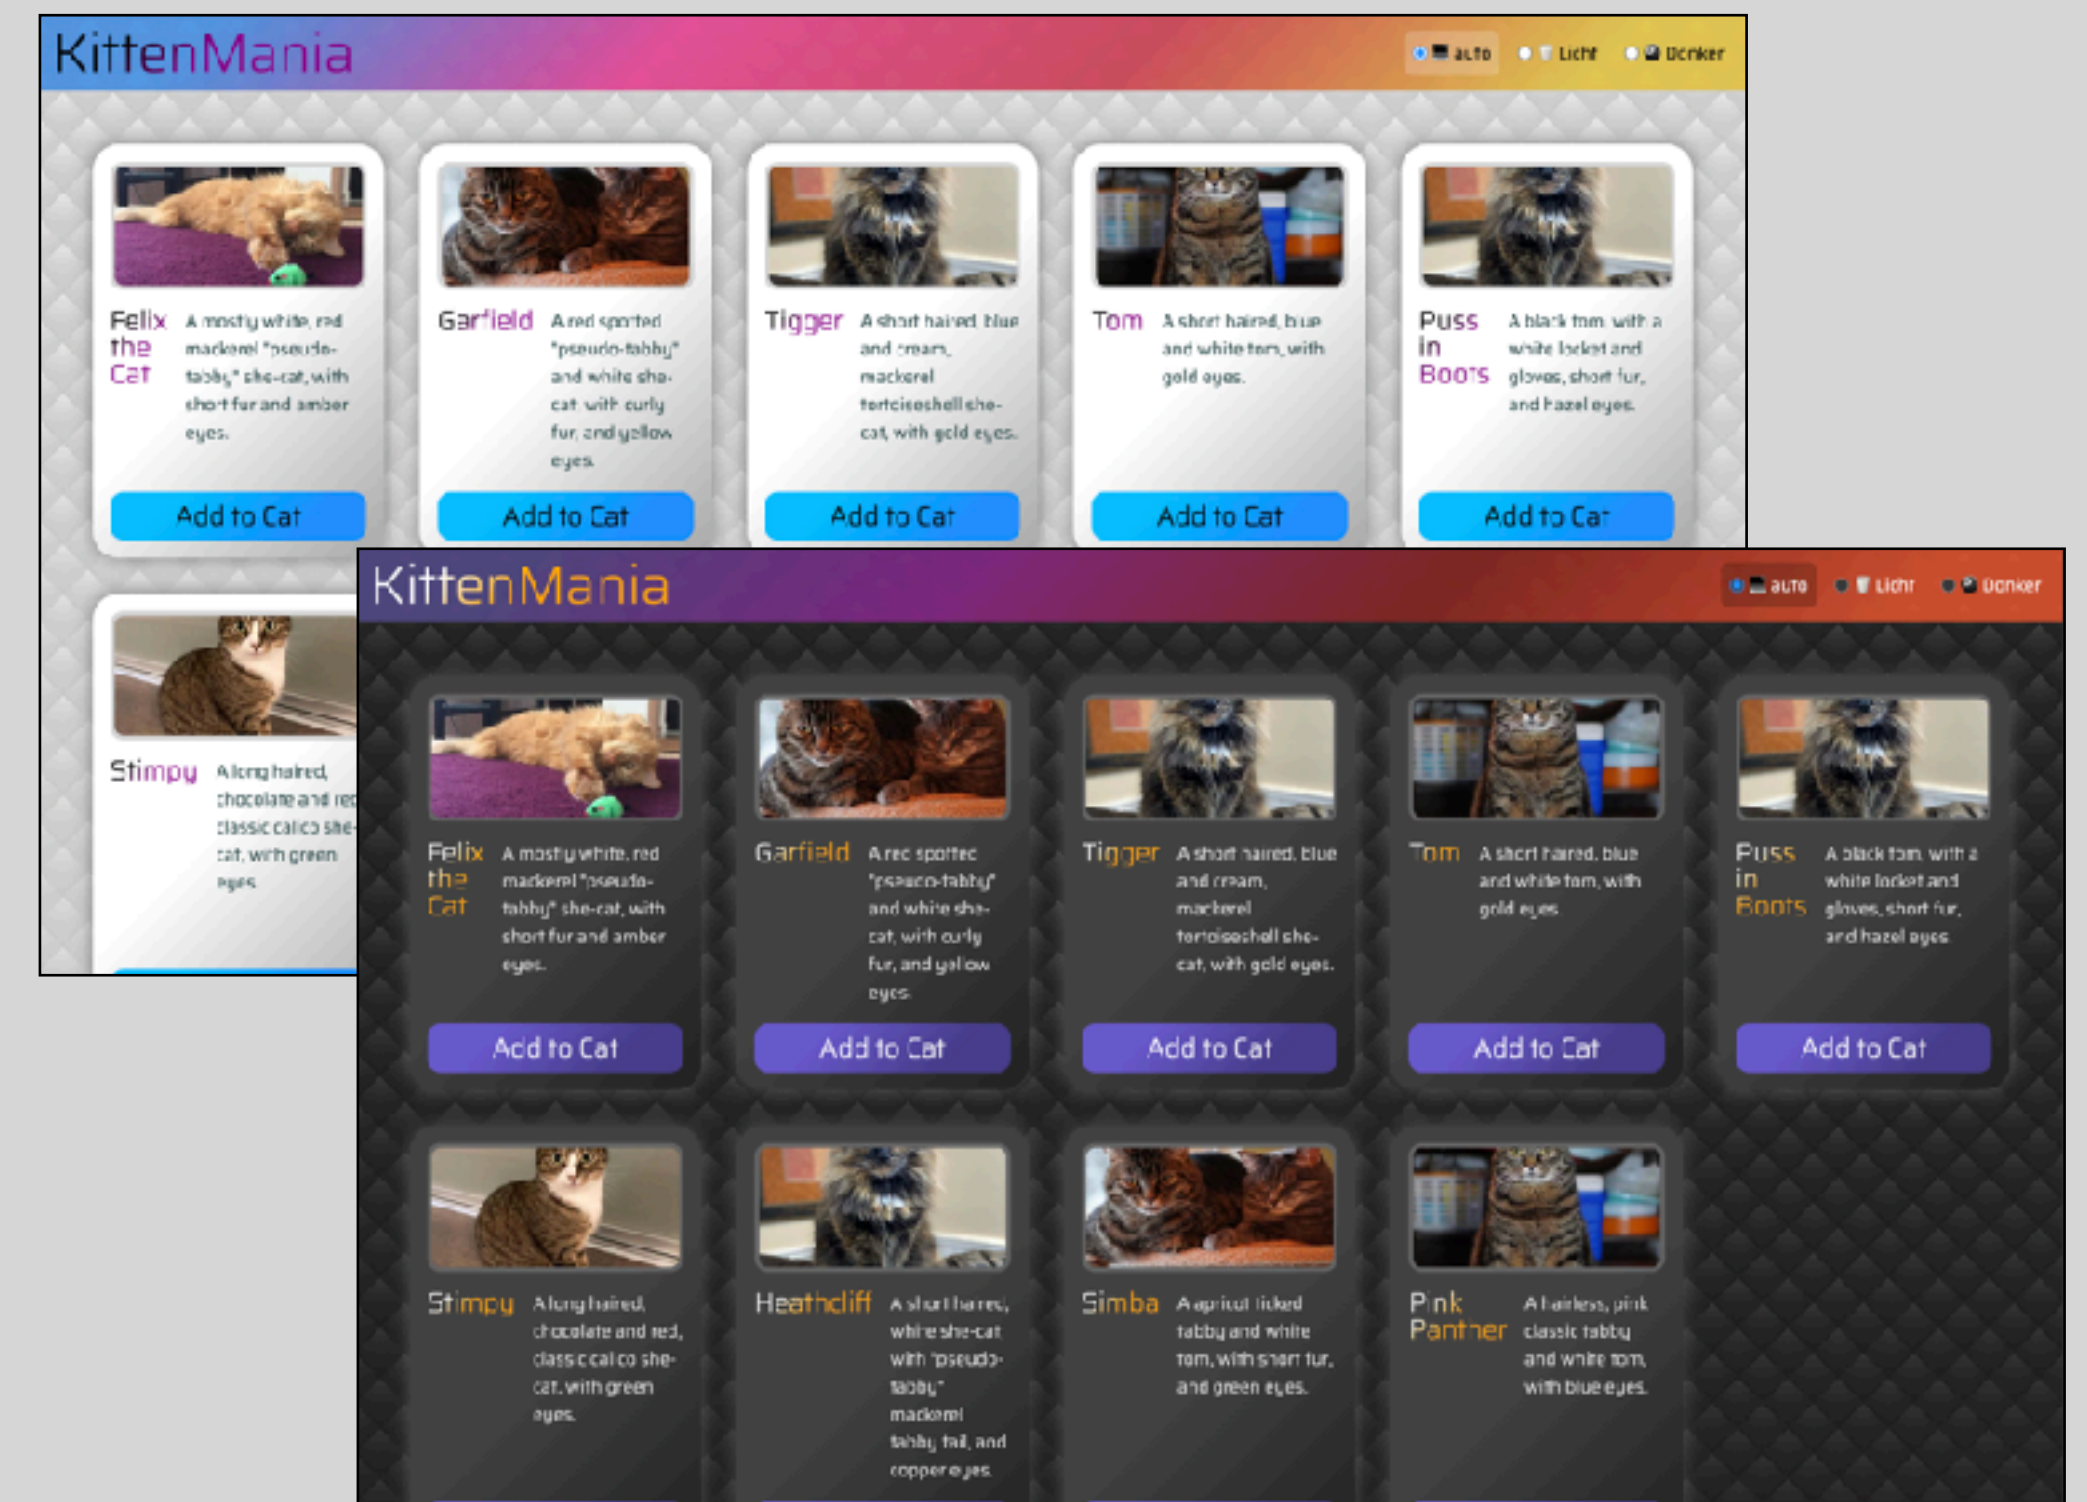 KittenMania
auto Licht Donker
Felix
the
Cat
A mostly white, red
mackerel "pseudo-
tabby" she-cat, with
short fur and amber
eyes.
Add to Cat
Garfield
A red spotted
"pseudo-tabby"
and white she-
cat, with curly
fur, and yellow
eyes.
Add to Cat
Tigger
A short haired, blue
and cream,
mackerel
tortoiseshell she-
cat, with gold eyes.
Add to Cat
Tom
A short haired, blue
and white tom, with
gold eyes.
Add to Cat
Puss
in
Boots
A black tom, with a
white locket and
gloves, short fur,
and hazel eyes.
Add to Cat
Stimpy
A long haired,
chocolate and red
classic calico she-
cat, with green
eyes.
KittenMania
auto Licht Donker
Felix
the
Cat
A mostly white, red
mackerel "pseudo-
tabby" she-cat, with
short fur and amber
eyes.
Add to Cat
Garfield
A red spotted
"pseudo-tabby"
and white she-
cat, with curly
fur, and yellow
eyes.
Add to Cat
Tigger
A short haired, blue
and cream,
mackerel
tortoiseshell she-
cat, with gold eyes.
Add to Cat
Tom
A short haired, blue
and white tom, with
gold eyes.
Add to Cat
Puss
in
Boots
A black tom, with a
white locket and
gloves, short fur,
and hazel eyes.
Add to Cat
Stimpy
A long haired,
chocolate and red,
classic calico she-
cat, with green
eyes.
Heathcliff
A short haired,
white she-cat
with "pseudo-
tabby"
mackerel
tabby tail, and
copper eyes.
Simba
A apricot ticked
tabby and white
tom, with short fur,
and green eyes.
Pink
Panther
A hairless, pink
classic tabby
and white tom,
with blue eyes.